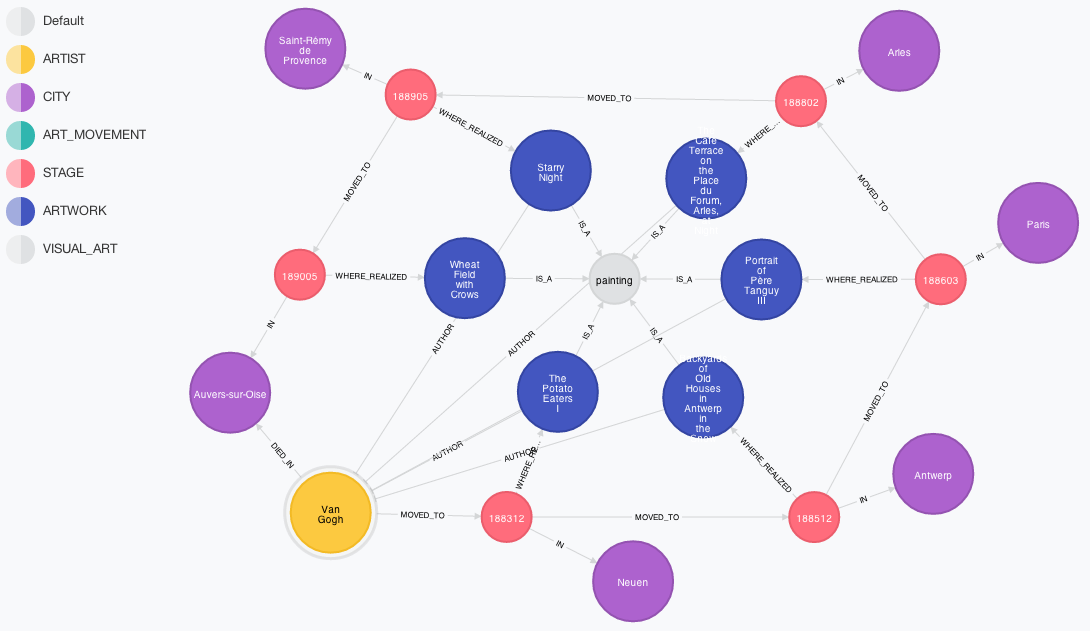 Default
ARTIST
CITY
ART_MOVEMENT
STAGE
ARTWORK
VISUAL_ART
Saint-Rémy
de
Provence
IN
188905
MOVED_TO
188802
IN
Arles
WHERE_REALIZED
WHERE_...
Starry
Night
Cafe
Terrace
on
the
Place
du
Forum,
Arles,
MOVED_TO
MOVED_TO
IS_A
IS_A
Paris
IN
189005
WHERE_REALIZED
Wheat
Field
with
Crows
IS_A
painting
IS_A
Portrait
of
Père
Tanguy
III
WHERE_REALIZED
188603
IN
AUTHOR
AUTHOR
IS_A
IS_A
Auvers-sur-Oise
The
Potato
Eaters
I
of
Old
Houses
in
Antwerp
in
the
MOVED_TO
DIED_IN
AUTHOR
AUTHOR
WHERE_RE...
WHERE_REALIZED
Antwerp
IN
Van
Gogh
MOVED_TO
188312
MOVED_TO
188512
IN
Neuen